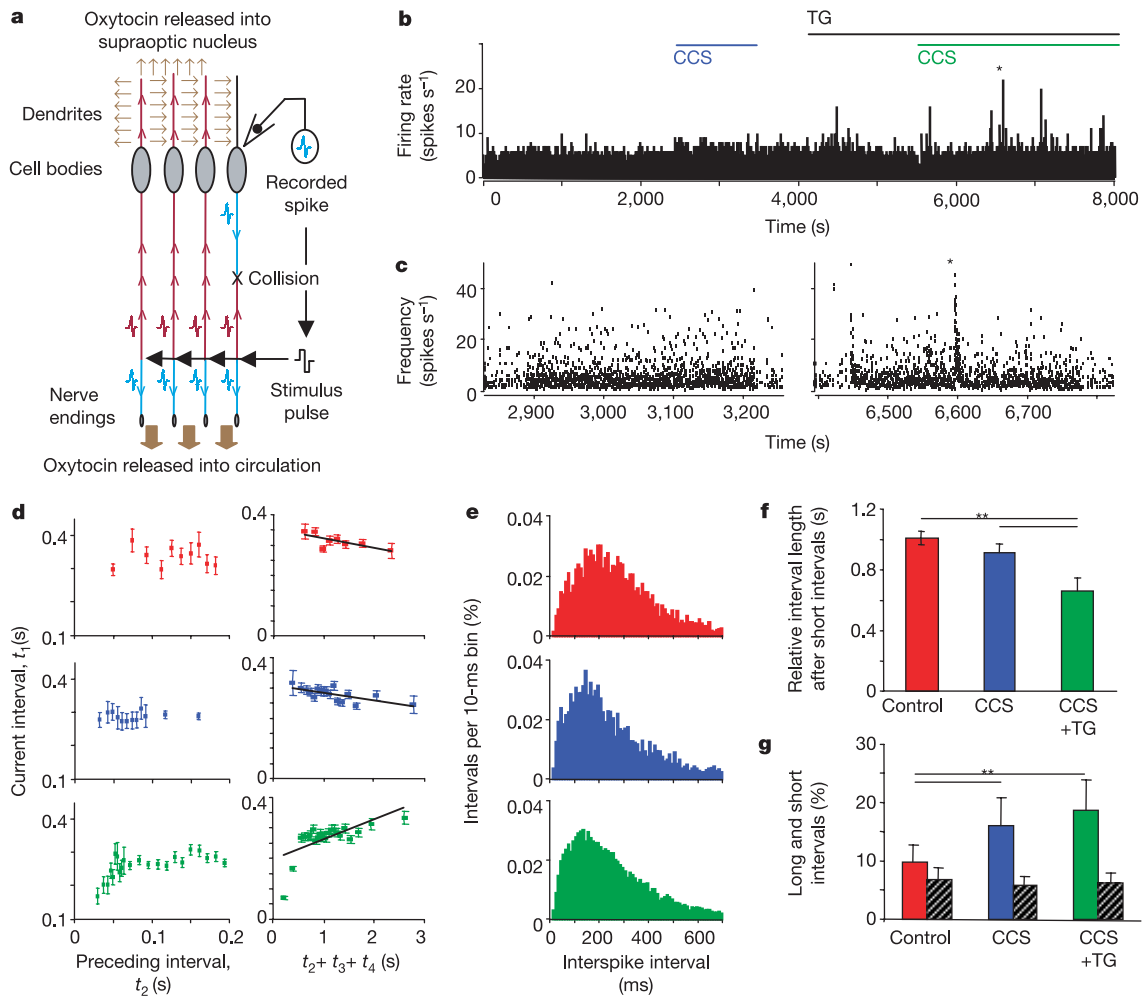 a
Oxytocin released into
supraoptic nucleus
Dendrites
Cell bodies
Recorded
spike
X Collision
Nerve
endings
Stimulus
pulse
Oxytocin released into circulation
b
TG
CCS
CCS
*
Firing rate
(spikes s⁻¹)
20
10
0
0
2,000
4,000
6,000
8,000
Time (s)
c
*
Frequency
(spikes s⁻¹)
40
20
0
2,900
3,000
3,100
3,200
6,500
6,600
6,700
Time (s)
Time (s)
d
Current interval, t₁(s)
0.4
0.1
0.4
0.1
0.4
0.1
0
0.1
0.2
Preceding interval,
t₂ (s)
0.4
0
0.4
0
0.4
0
0
1
2
3
t₂+ t₃+ t₄ (s)
e
Intervals per 10-ms bin (%)
0.04
0.02
0
0.04
0.02
0
0.04
0.02
0
0
200
400
600
Interspike interval
(ms)
f
Relative interval length
after short intervals (s)
1.2
0.9
0.6
0.3
0
**
Control
CCS
CCS
+TG
g
Long and short
intervals (%)
30
20
10
0
**
Control
CCS
CCS
+TG